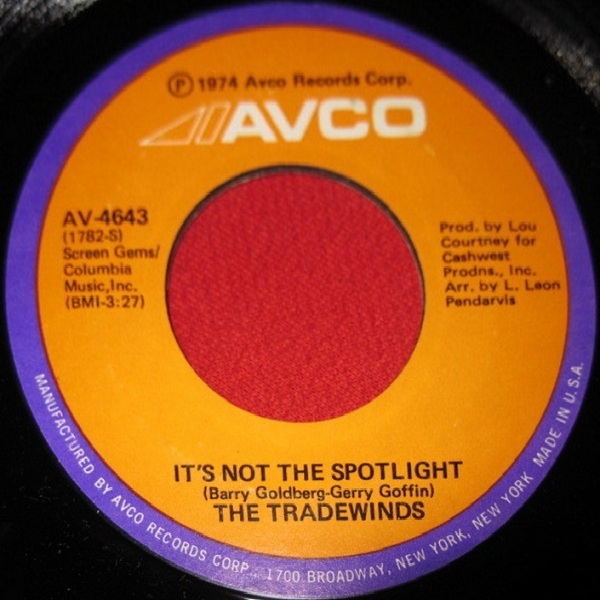 Ⓟ 1974 Avco Records Corp.
AVCO
AV-4643
(1782-S)
Screen Gems/
Columbia
Music,Inc.
(BMI-3:27)
Prod. by Lou
Courtney for
Cashwest
Prodns., Inc.
Arr. by L. Leon
Pendarvis
IT'S NOT THE SPOTLIGHT
(Barry Goldberg-Gerry Goffin)
THE TRADEWINDS
MANUFACTURED BY AVCO RECORDS CORP., 1700 BROADWAY, NEW YORK, NEW YORK MADE IN U.S.A.